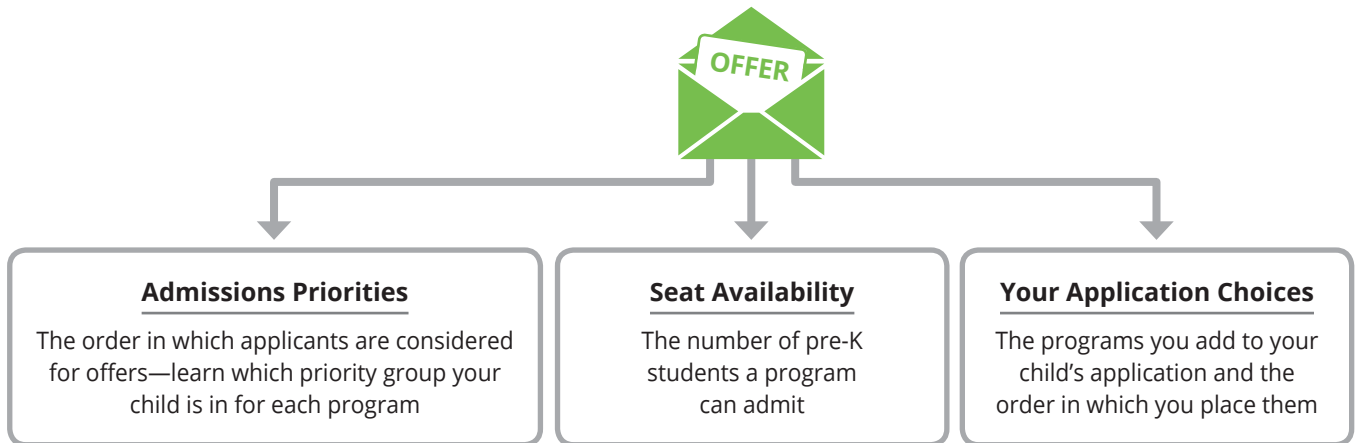 OFFER
Admissions Priorities
The order in which applicants are considered
for offers—learn which priority group your
child is in for each program
Seat Availability
The number of pre-K
students a program
can admit
Your Application Choices
The programs you add to your
child’s application and the
order in which you place them